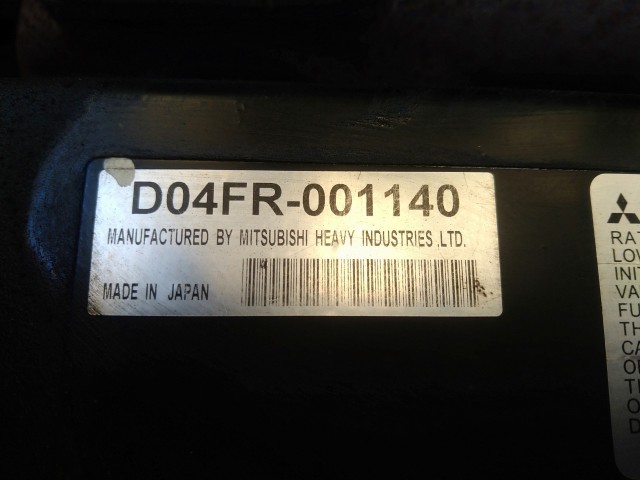 D04FR-001140
MANUFACTURED BY MITSUBISHI HEAVY INDUSTRIES ,LTD.
MADE IN JAPAN
RAT
LOW
INIT
VA
FU
TH
CA
O
T
O
D